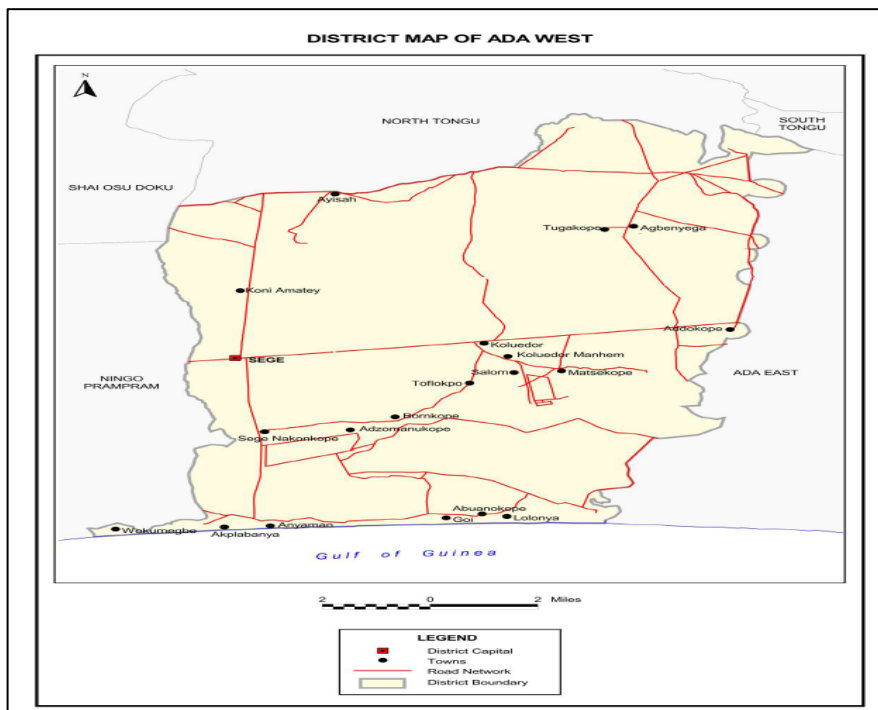 DISTRICT MAP OF ADA WEST
N
NORTH TONGU
SOUTH
TONGU
SHAI OSU DOKU
Ayisah
Tugakope
Agbenyega
Koni Amatey
Addokope
Koluedor
Koluedor Manhem
SEGE
NINGO
PRAMPRAM
Salom
Matsekope
ADA EAST
Toflokpo
Bornkope
Adzomanukope
Sege Nakonkope
Abuanokope
Wokumagbe
Akplabanya
Anyaman
Goi
Lolonya
Gulf of Guinea
2 0 2 Miles
LEGEND
District Capital
Towns
Road Network
District Boundary